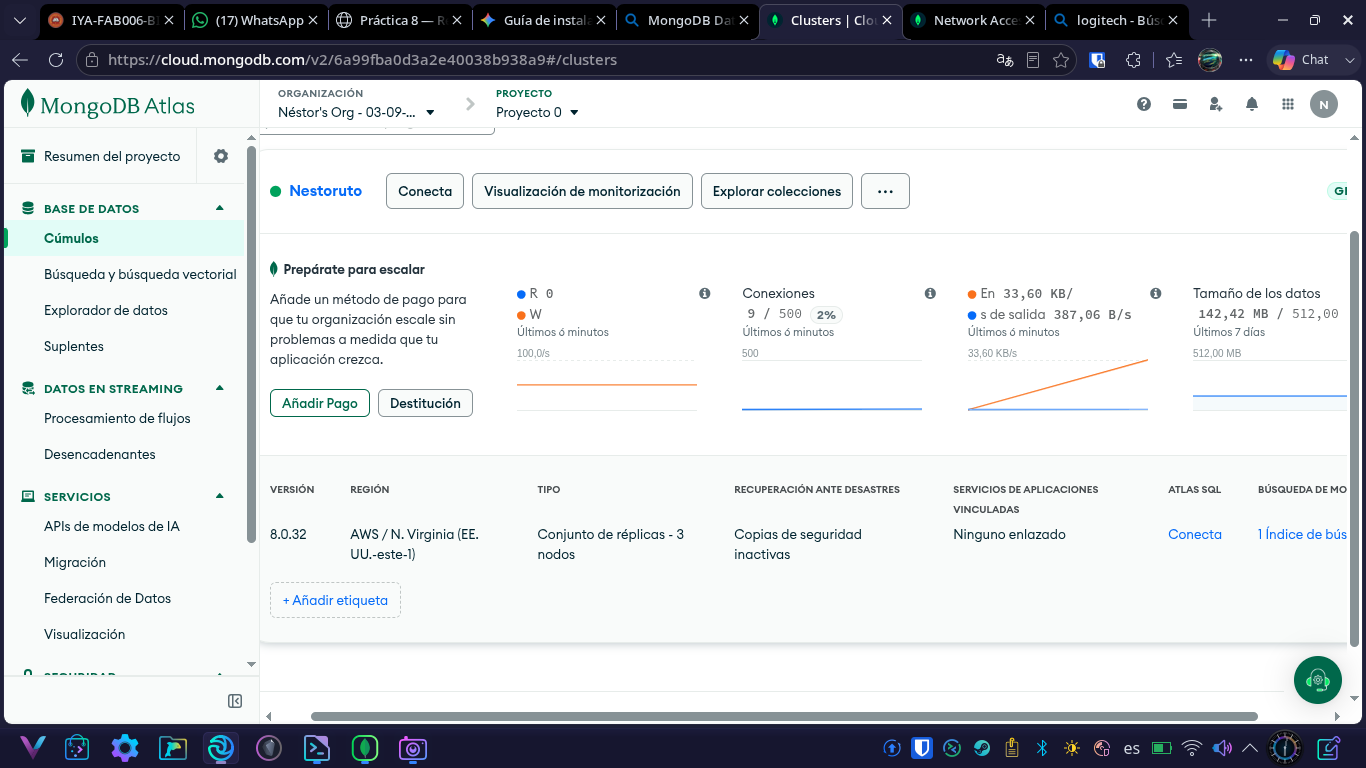 IYA-FAB006-B
(17) WhatsApp
Práctica 8 — R
Guía de instala
MongoDB Dat
Clusters | Clou
Network Acce
logitech - Bús
https://cloud.mongodb.com/v2/6a99fba0d3a2e40038b938a9#/clusters
Chat
MongoDB Atlas
ORGANIZACIÓN
Néstor's Org - 03-09-...
PROYECTO
Proyecto 0
N
Resumen del proyecto
BASE DE DATOS
Cúmulos
Búsqueda y búsqueda vectorial
Explorador de datos
Suplentes
DATOS EN STREAMING
Procesamiento de flujos
Desencadenantes
SERVICIOS
APIs de modelos de IA
Migración
Federación de Datos
Visualización
SEGURIDAD
Nestoruto
Conecta
Visualización de monitorización
Explorar colecciones
...
Prepárate para escalar
Añade un método de pago para
que tu organización escale sin
problemas a medida que tu
aplicación crezca.
Añadir Pago
Destitución
R 0
W
Últimos ó minutos
100,0/s
Conexiones
9 / 500 2%
Últimos ó minutos
500
En 33,60 KB/
s de salida 387,06 B/s
Últimos ó minutos
33,60 KB/s
Tamaño de los datos
142,42 MB / 512,00
Últimos 7 días
512,00 MB
VERSIÓN
8.0.32
REGIÓN
AWS / N. Virginia (EE.
UU.-este-1)
TIPO
Conjunto de réplicas - 3
nodos
RECUPERACIÓN ANTE DESASTRES
Copias de seguridad
inactivas
SERVICIOS DE APLICACIONES
VINCULADAS
Ninguno enlazado
ATLAS SQL
Conecta
BÚSQUEDA DE MO
1 Índice de bús
+ Añadir etiqueta
es